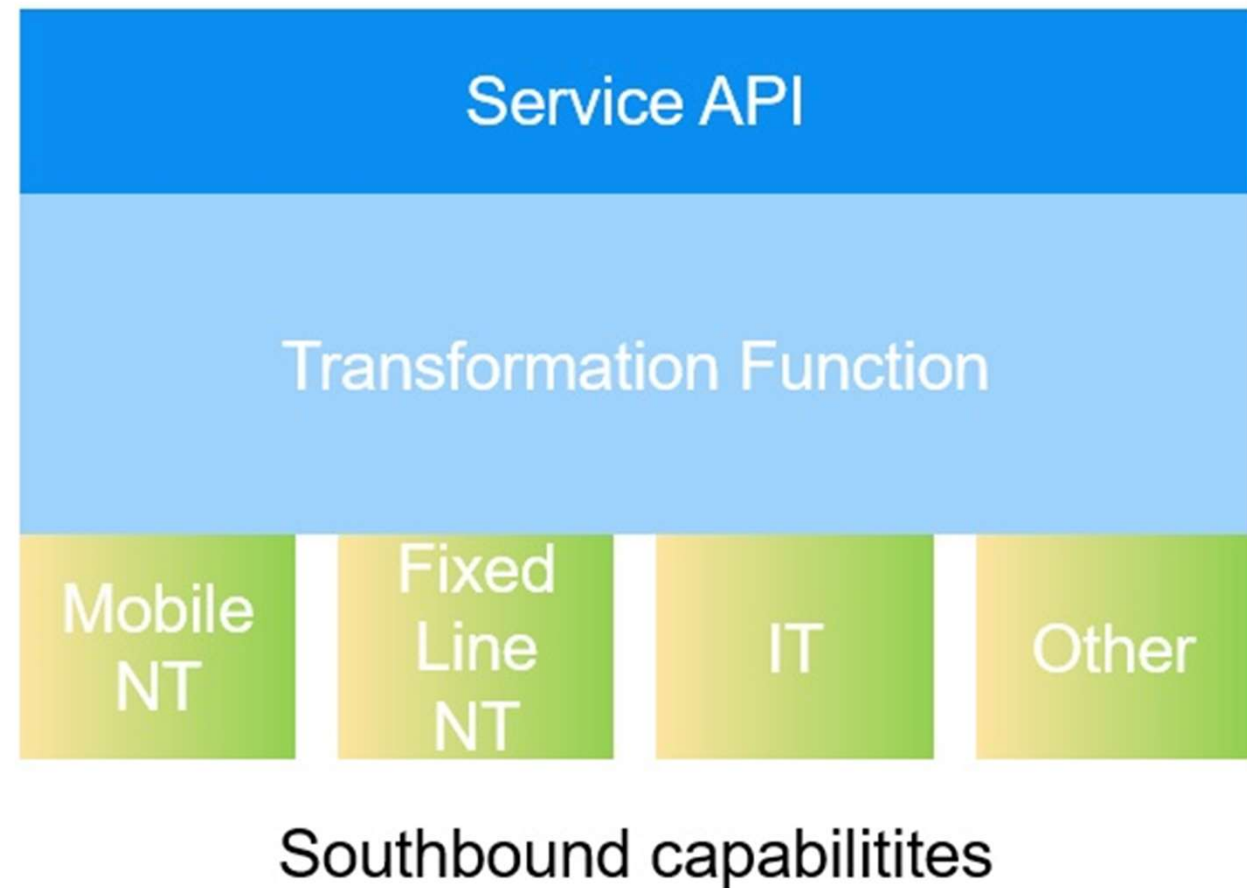 Service API
Transformation Function
Mobile
NT
Fixed
Line
NT
IT
Other
Southbound capabilitites